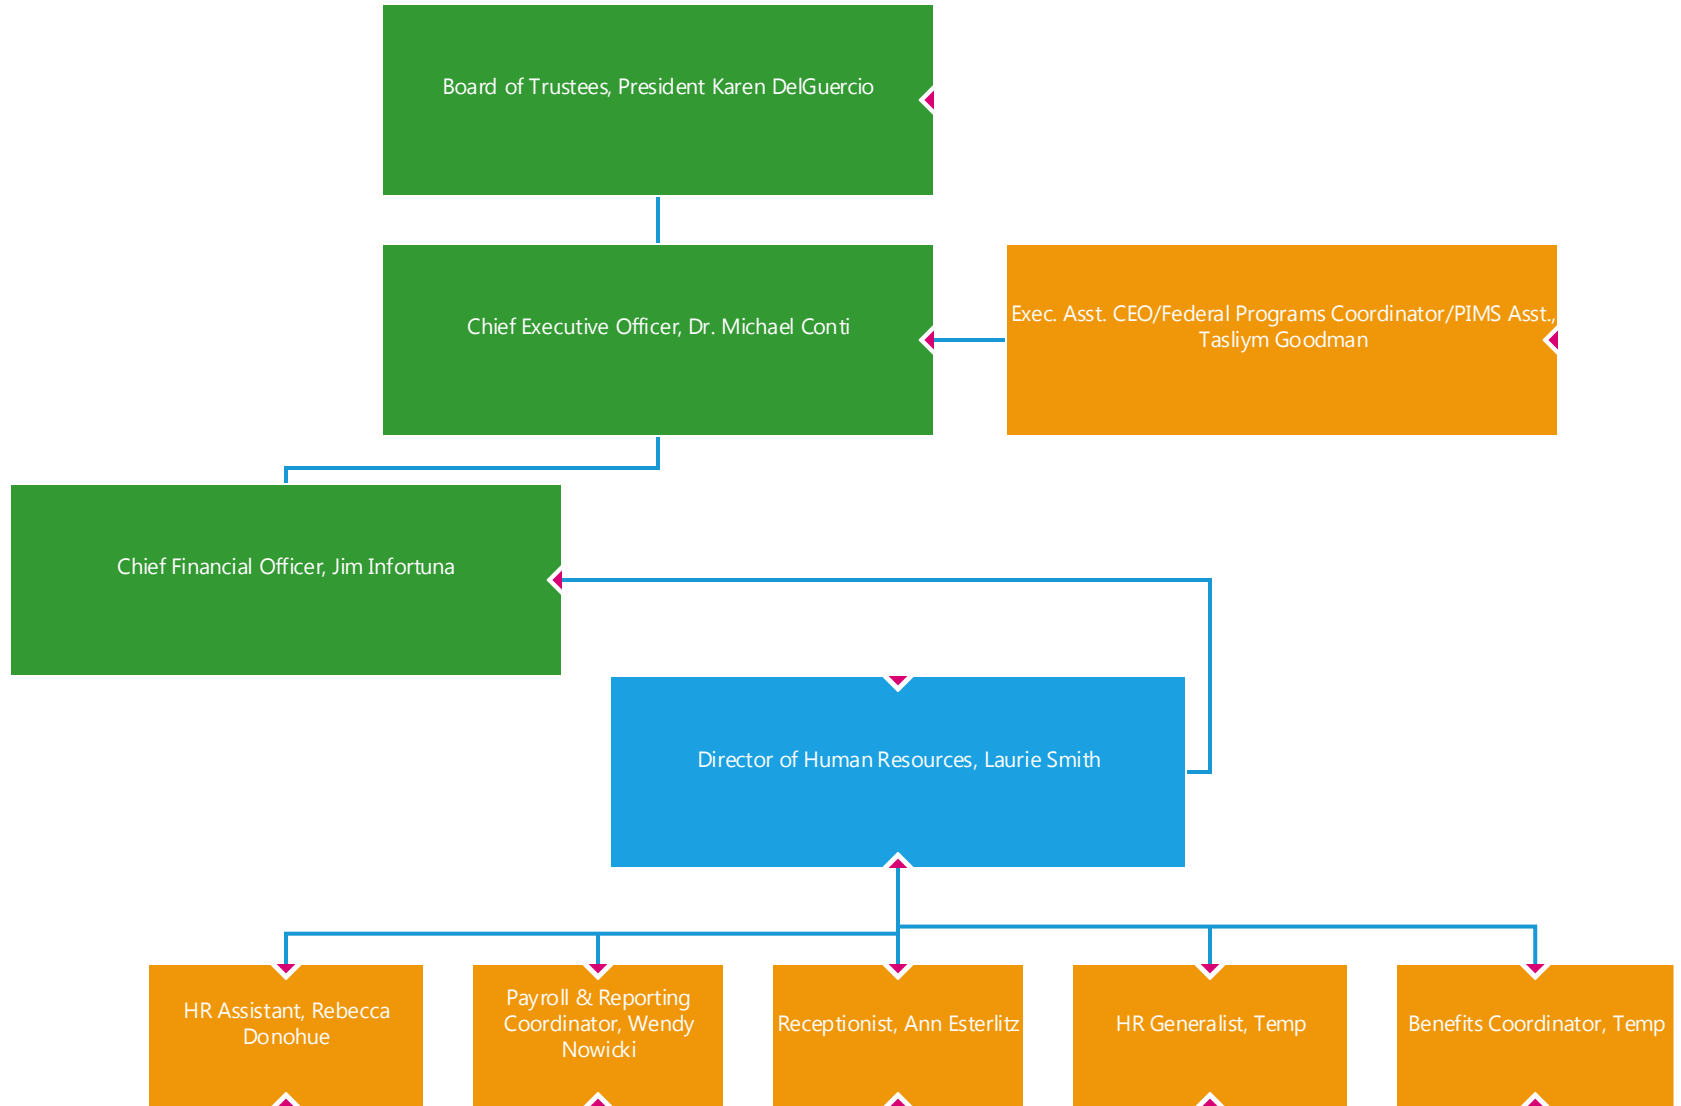 Board of Trustees, President Karen DelGuercio
Chief Executive Officer, Dr. Michael Conti
Exec. Asst. CEO/Federal Programs Coordinator/PIMS Asst.,
Tasliym Goodman
Chief Financial Officer, Jim Infortuna
Director of Human Resources, Laurie Smith
HR Assistant, Rebecca
Donohue
Payroll & Reporting
Coordinator, Wendy
Nowicki
Receptionist, Ann Esterlitz
HR Generalist, Temp
Benefits Coordinator, Temp